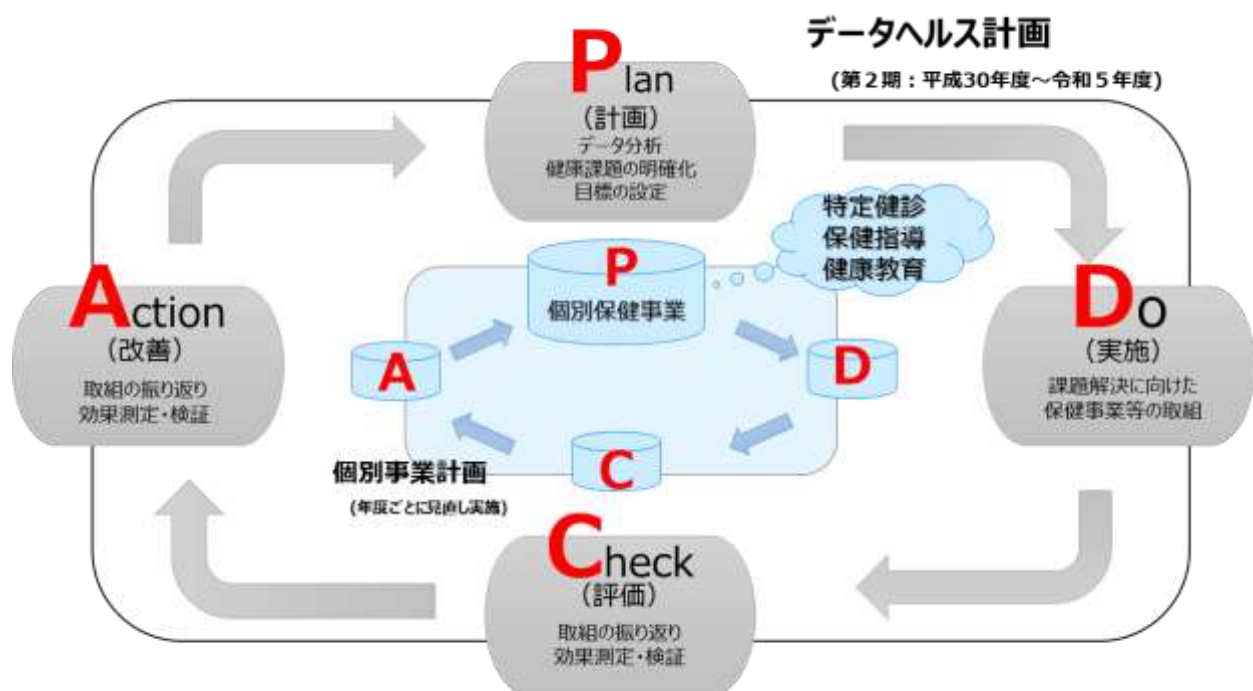 データヘルス計画
(第2期:平成30年度~令和5年度)
Plan
(計画)
データ分析
健康課題の明確化
目標の設定
特定健診
保健指導
健康教育
P
個別保健事業
Action
(改善)
取組の振り返り
効果測定・検証
A
D
Do
(実施)
課題解決に向けた
保健事業等の取組
C
個別事業計画
(年度ごとに見直し実施)
Check
(評価)
取組の振り返り
効果測定・検証